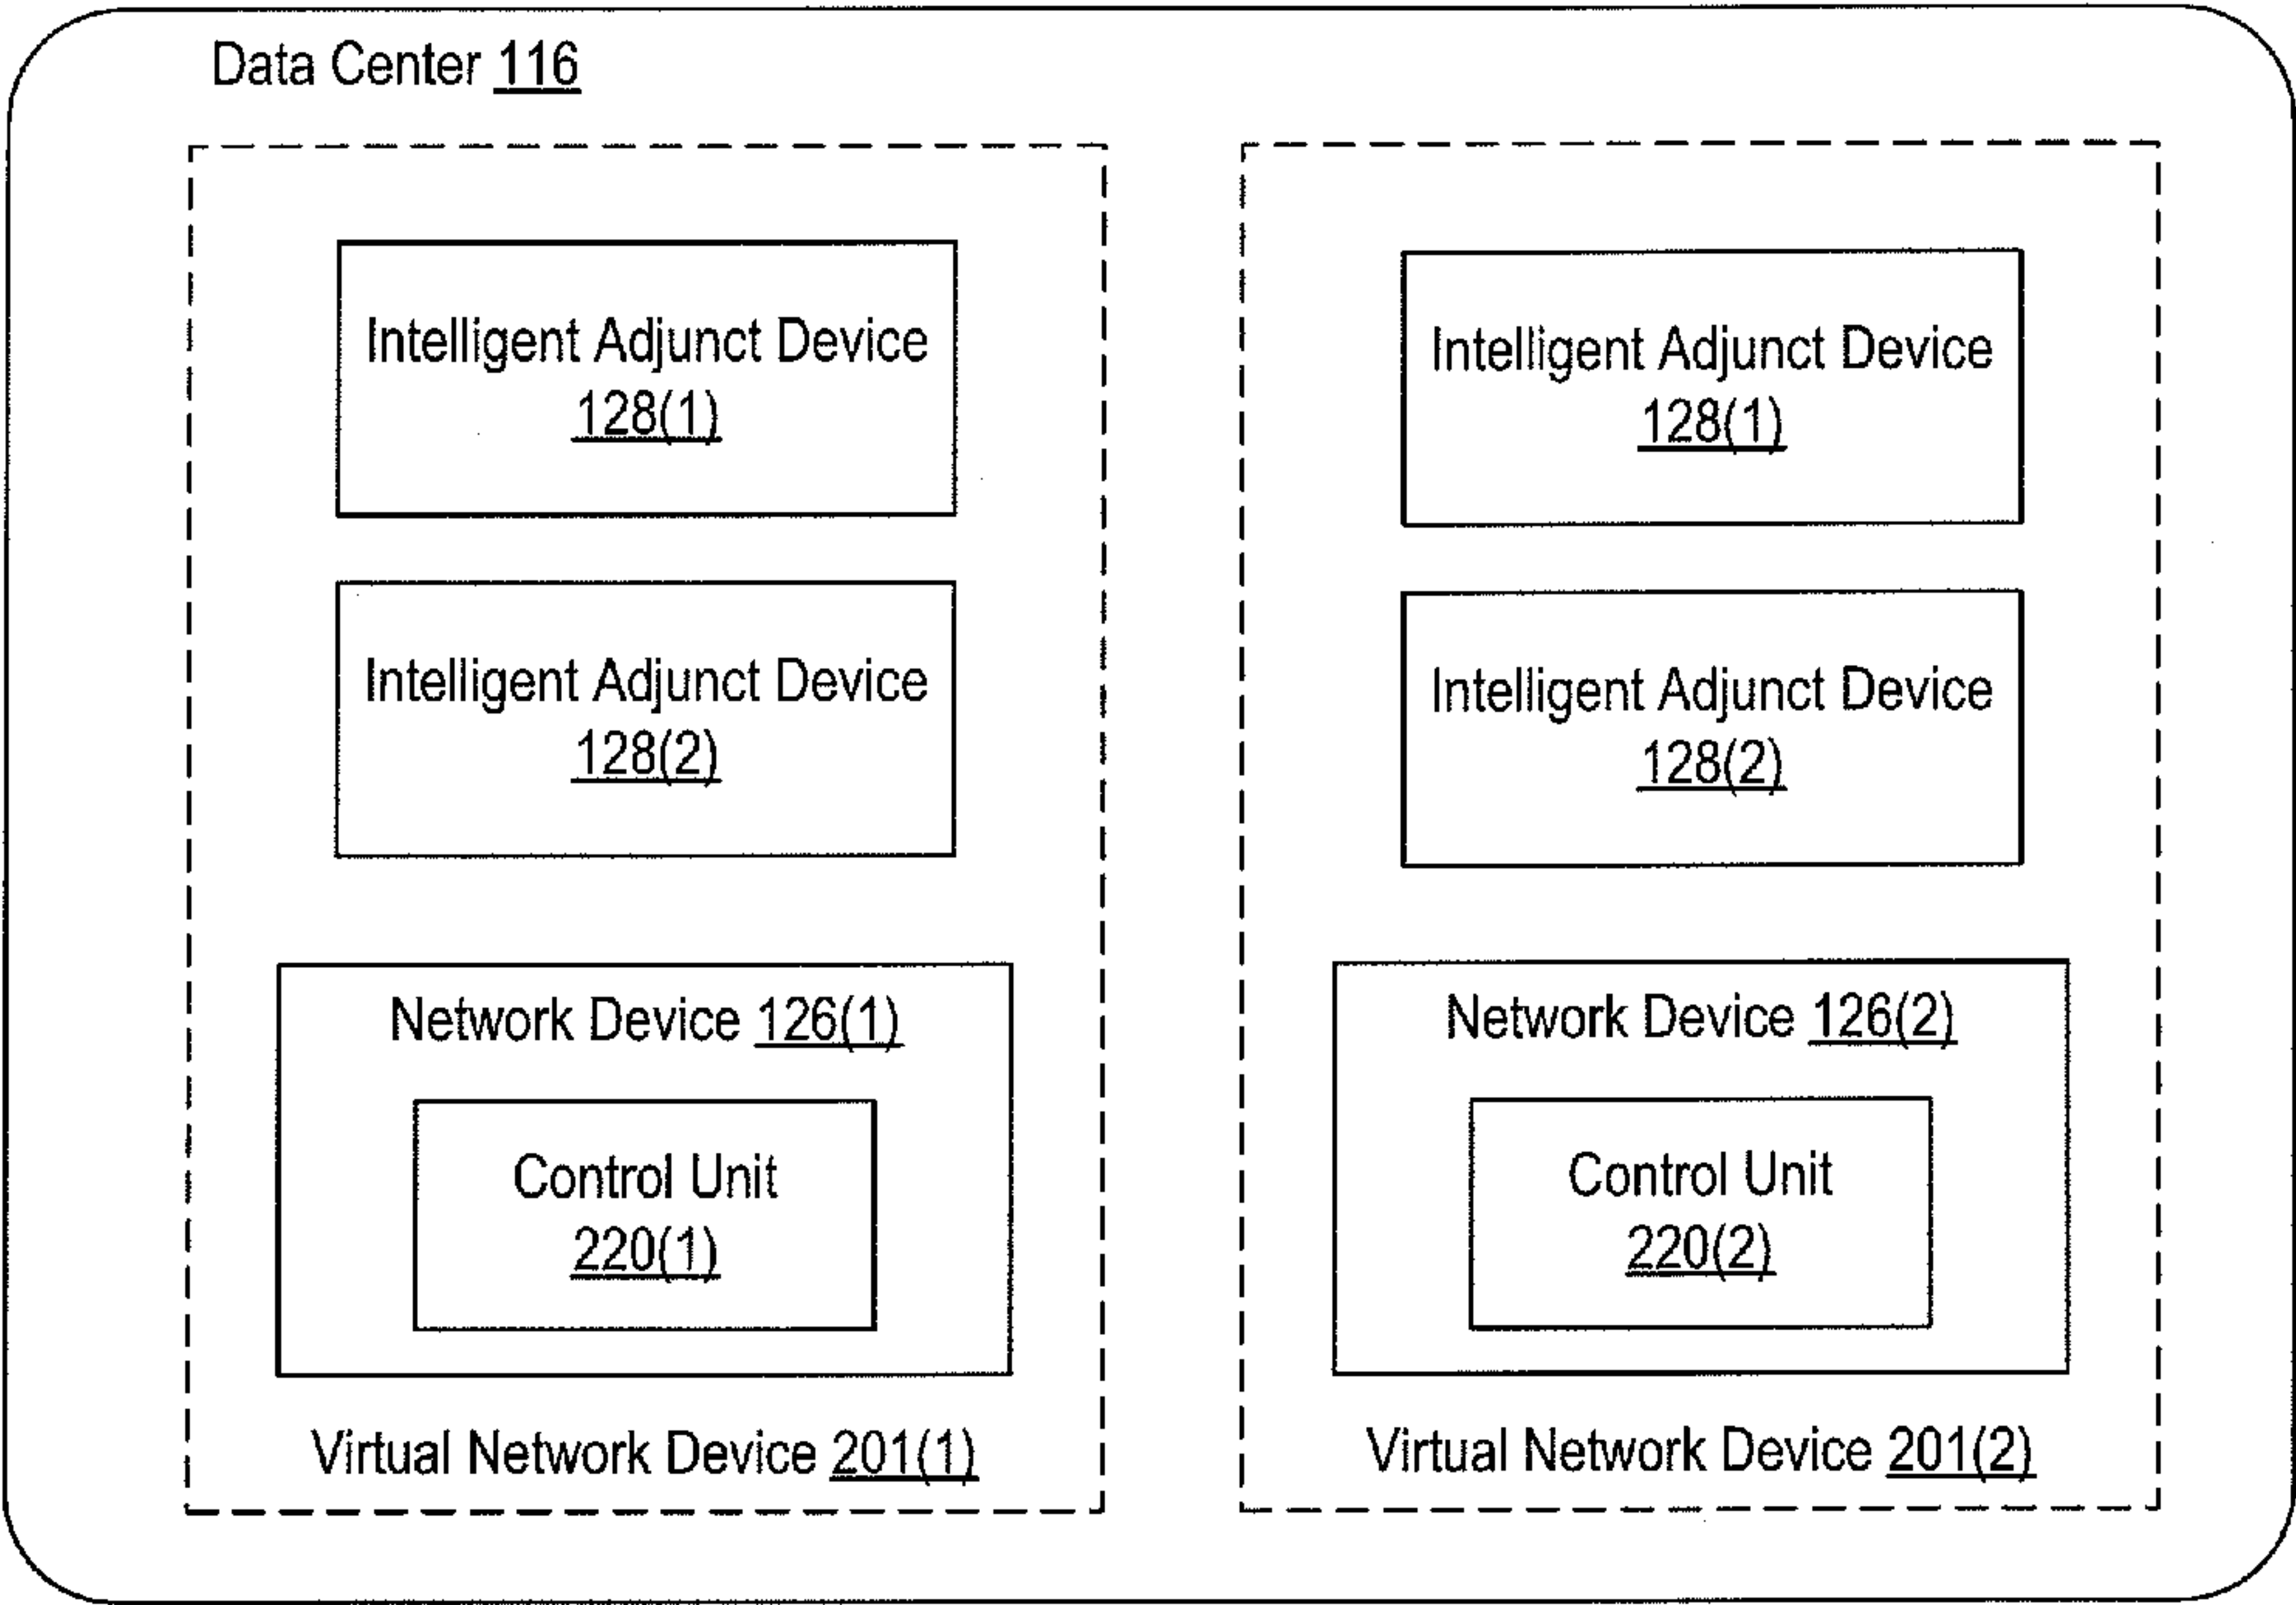 Data Center 116
Intelligent Adjunct Device
128(1)
Intelligent Adjunct Device
128(2)
Network Device 126(1)
Control Unit
220(1)
Virtual Network Device 201(1)
Intelligent Adjunct Device
128(1)
Intelligent Adjunct Device
128(2)
Network Device 126(2)
Control Unit
220(2)
Virtual Network Device 201(2)